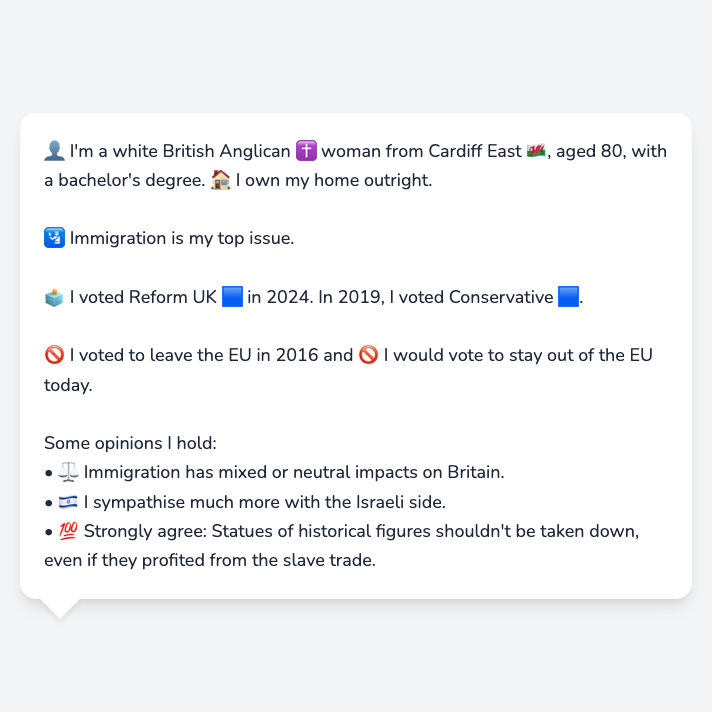 👤 I'm a white British Anglican ✝️ woman from Cardiff East 🏴󠁧󠁢󠁷󠁬󠁳󠁿, aged 80, with
a bachelor's degree. 🏠 I own my home outright.
🛂 Immigration is my top issue.
🗳️ I voted Reform UK 🟦 in 2024. In 2019, I voted Conservative 🟦.
🚫 I voted to leave the EU in 2016 and 🚫 I would vote to stay out of the EU
today.
Some opinions I hold:
• ⚖️ Immigration has mixed or neutral impacts on Britain.
• 🇮🇱 I sympathise much more with the Israeli side.
• 💯 Strongly agree: Statues of historical figures shouldn't be taken down,
even if they profited from the slave trade.